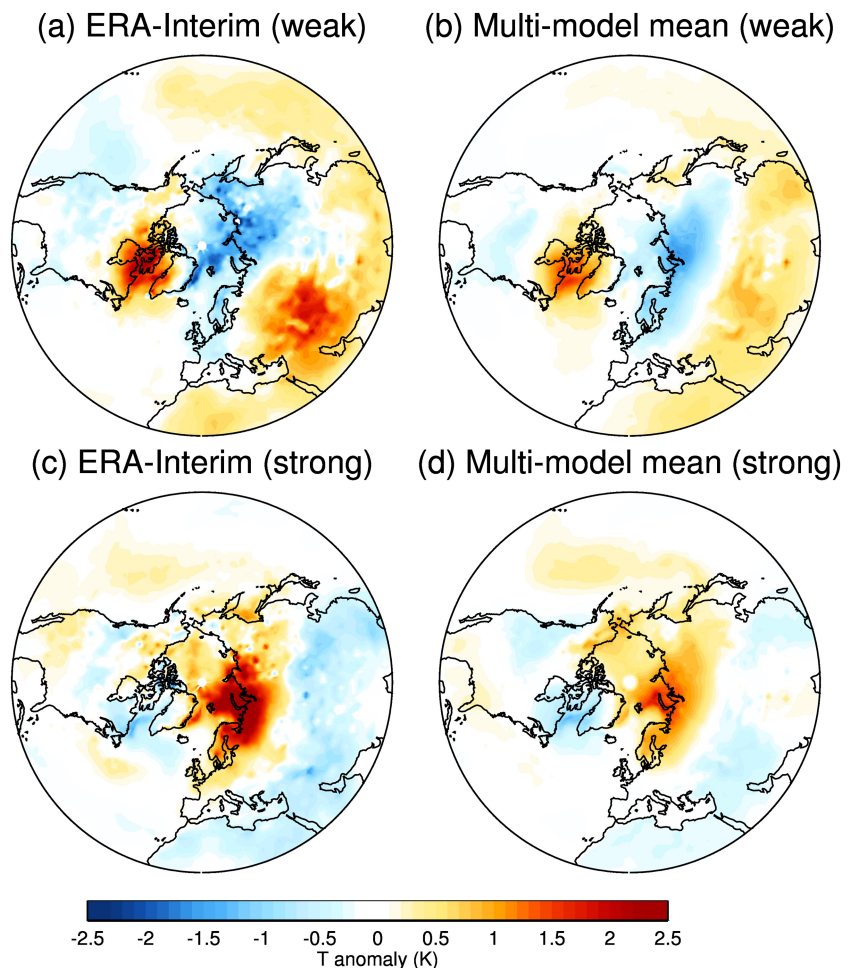 (a) ERA-Interim (weak)
(b) Multi-model mean (weak)
(c) ERA-Interim (strong)
(d) Multi-model mean (strong)
-2.5 -2 -1.5 -1 -0.5 0 0.5 1 1.5 2 2.5
T anomaly (K)